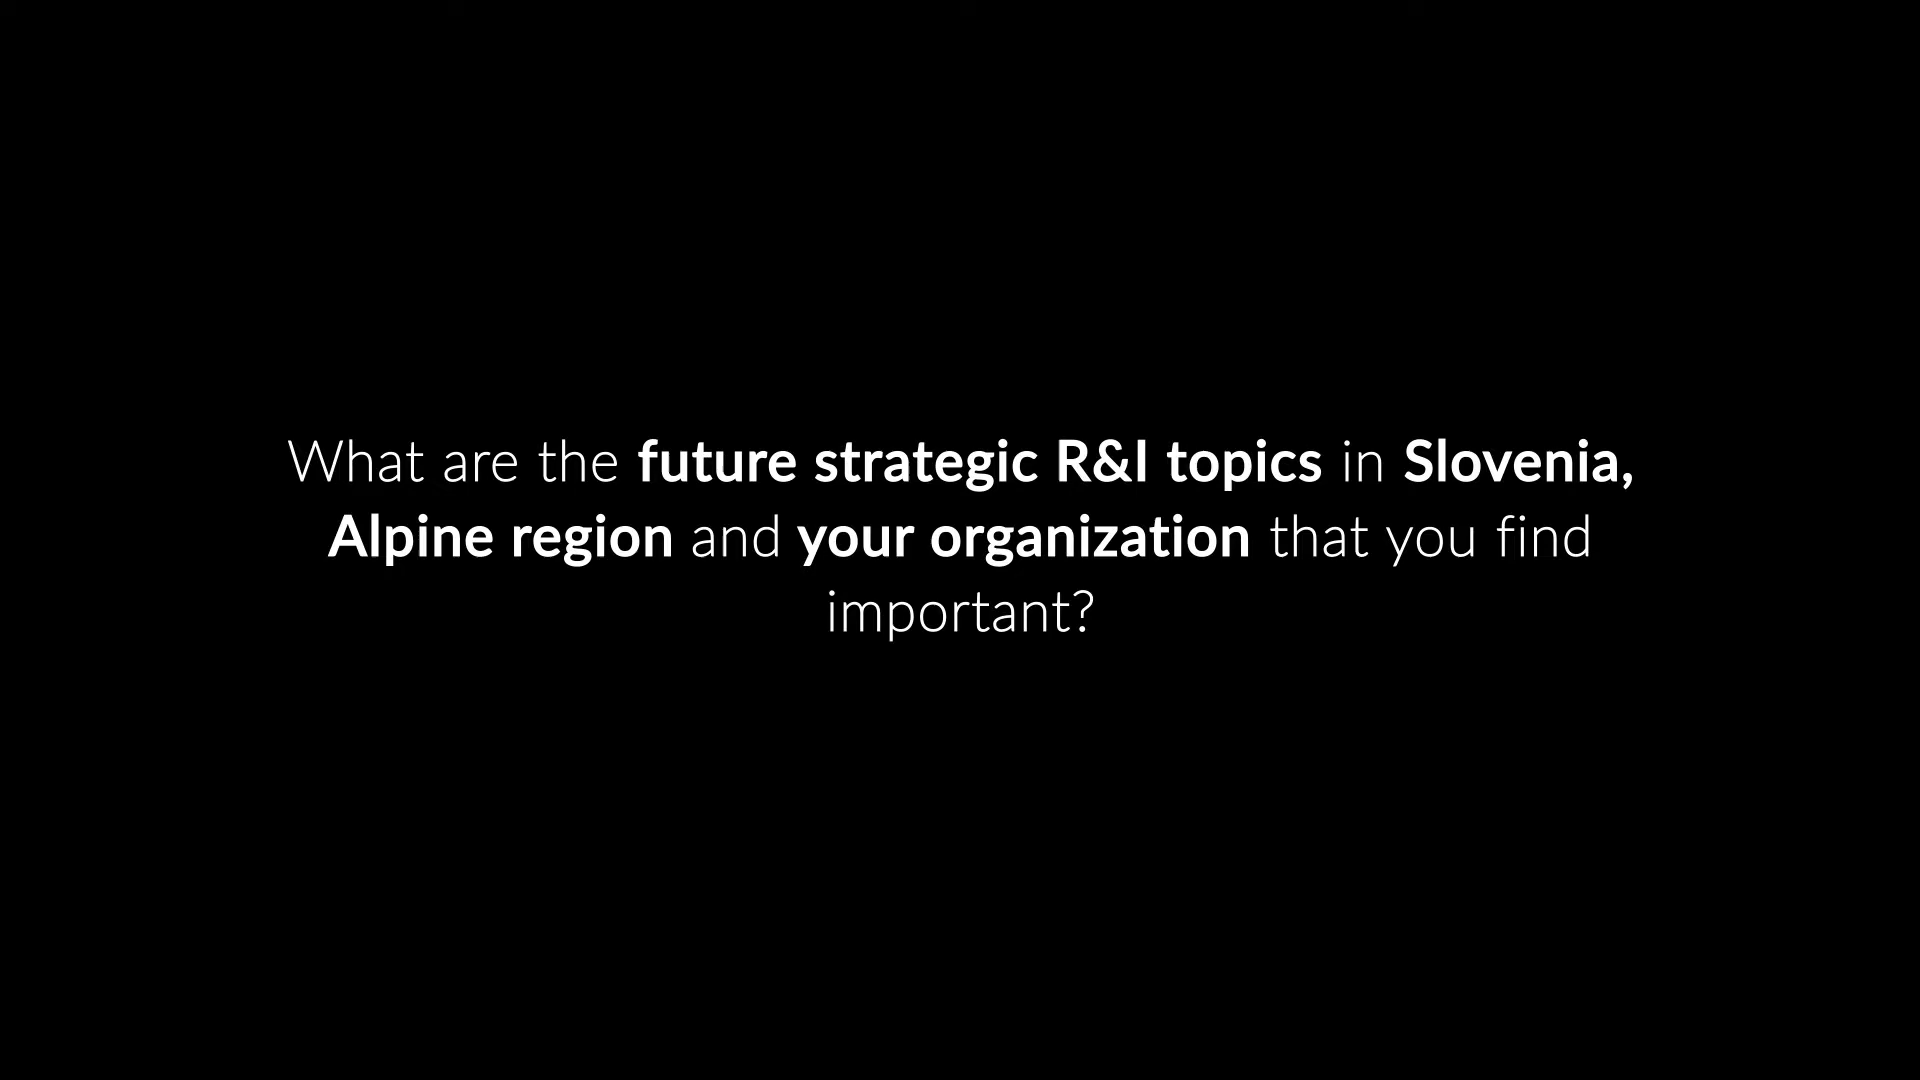 What are the future strategic R&I topics in Slovenia,
Alpine region and your organization that you find
important?